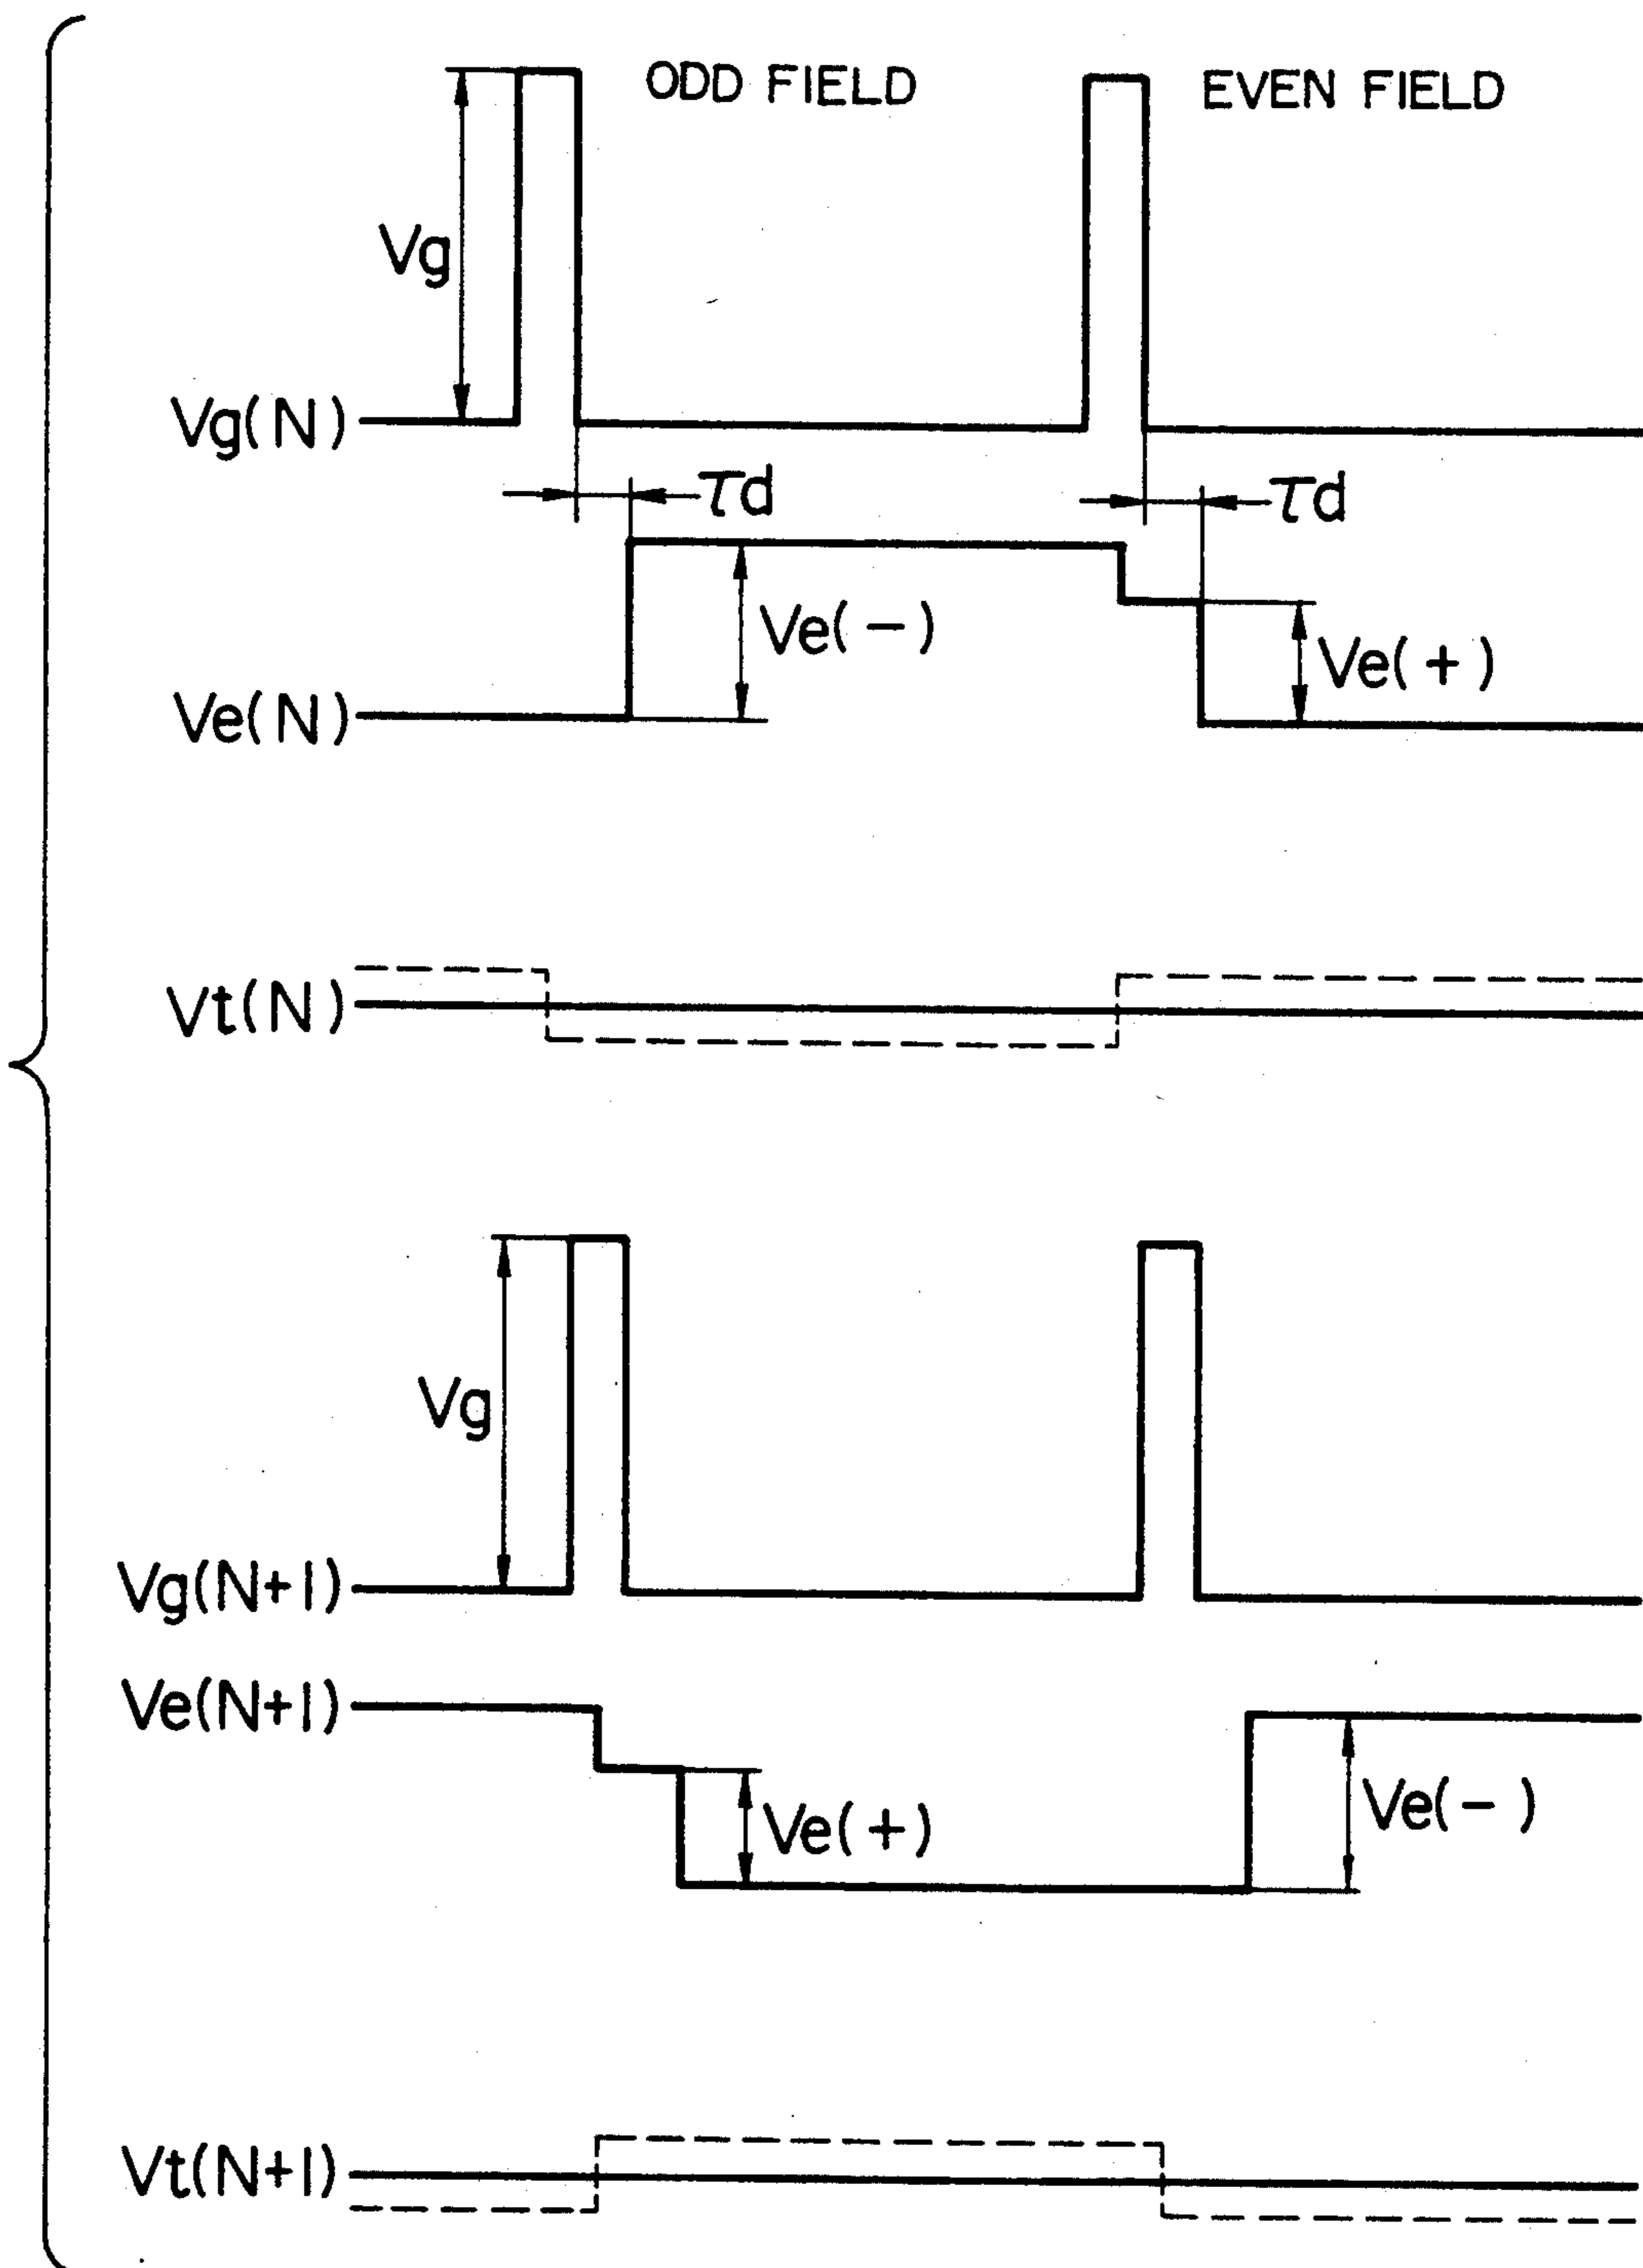 ODD FIELD
EVEN FIELD
Vg
Vg(N)
τd
τd
Ve(-)
Ve(+)
Ve(N)
Vt(N)
Vg
Vg(N+1)
Ve(N+1)
Ve(+)
Ve(-)
Vt(N+1)